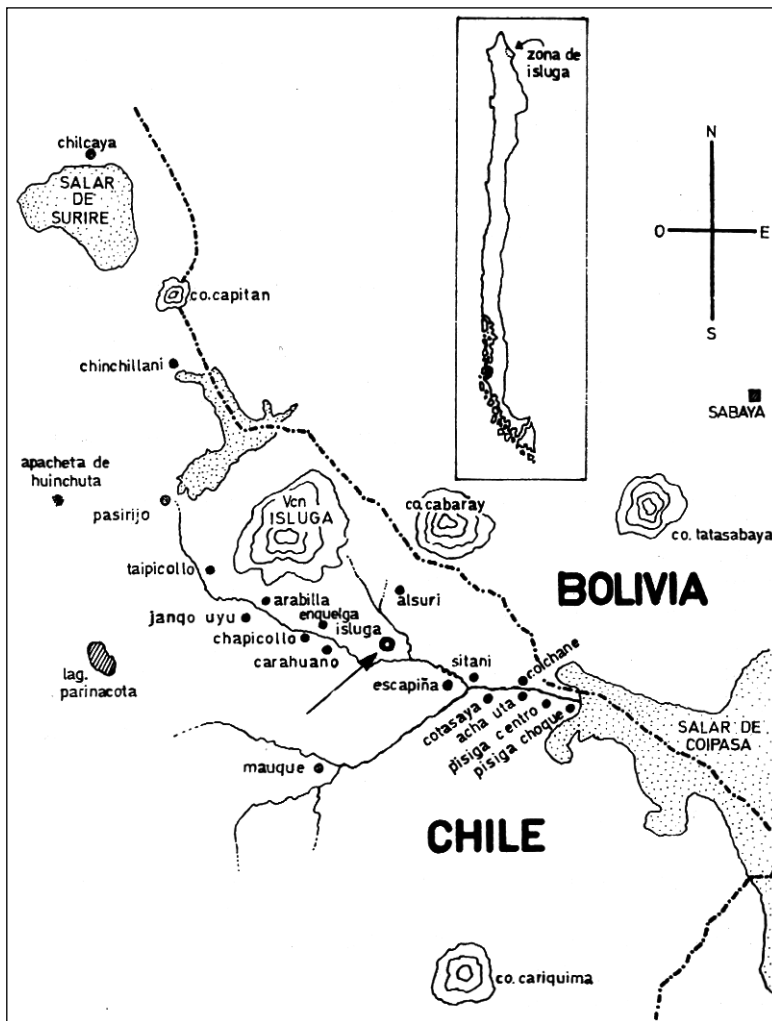 zona de
isluga
chilcaya
SALAR
DE
SURIRE
N
O
E
S
co.capitan
chinchillani
SABAYA
apacheta de
huinchuta
pasirijo
Vcn
ISLUGA
co.cabaray
co. tatasabaya
BOLIVIA
taipicollo
arabilla
alsuri
janqo uyu
enquelga
isluga
chapicollo
carahuano
lag.
parinacota
sitani
colchane
escapiña
cotasaya
acha uta
pisiga centro
pisiga choque
SALAR DE
COIPASA
mauque
CHILE
co. cariquima